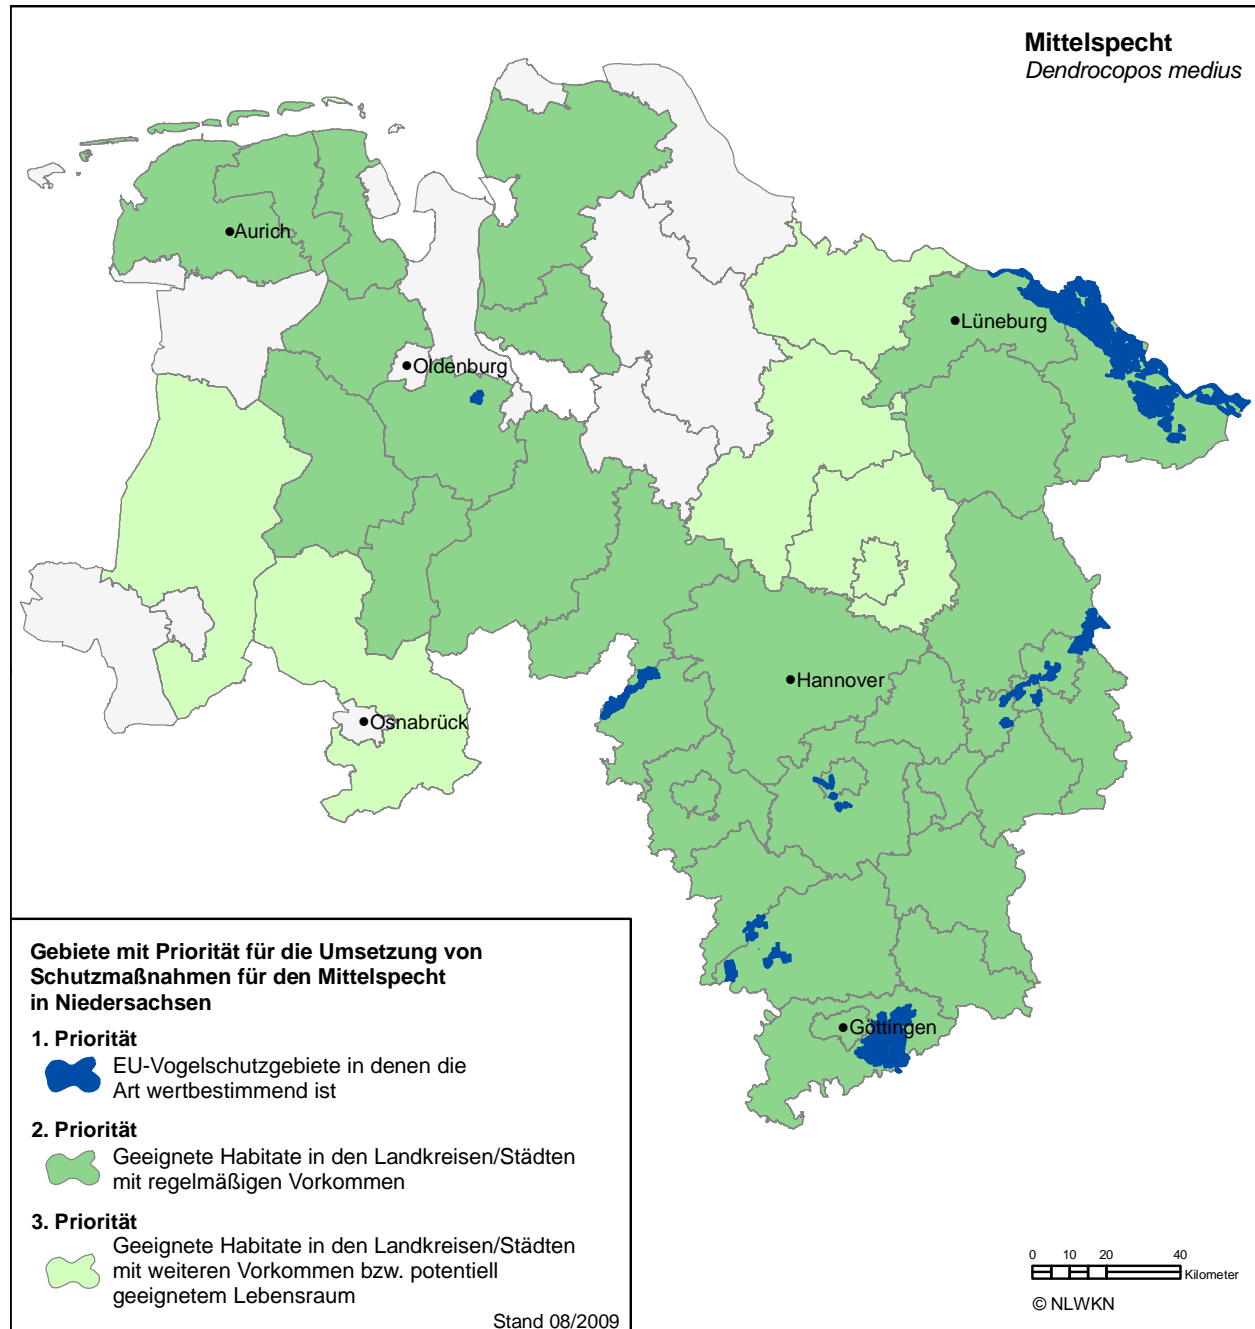 Mittelspecht
Dendrocopos medius
Aurich
Lüneburg
Oldenburg
Hannover
Osnabrück
Göttingen
Gebiete mit Priorität für die Umsetzung von
Schutzmaßnahmen für den Mittelspecht
in Niedersachsen
1. Priorität
EU-Vogelschutzgebiete in denen die
Art wertbestimmend ist
2. Priorität
Geeignete Habitate in den Landkreisen/Städten
mit regelmäßigen Vorkommen
3. Priorität
Geeignete Habitate in den Landkreisen/Städten
mit weiteren Vorkommen bzw. potentiell
geeignetem Lebensraum
Stand 08/2009
0 10 20 40
Kilometer
© NLWKN